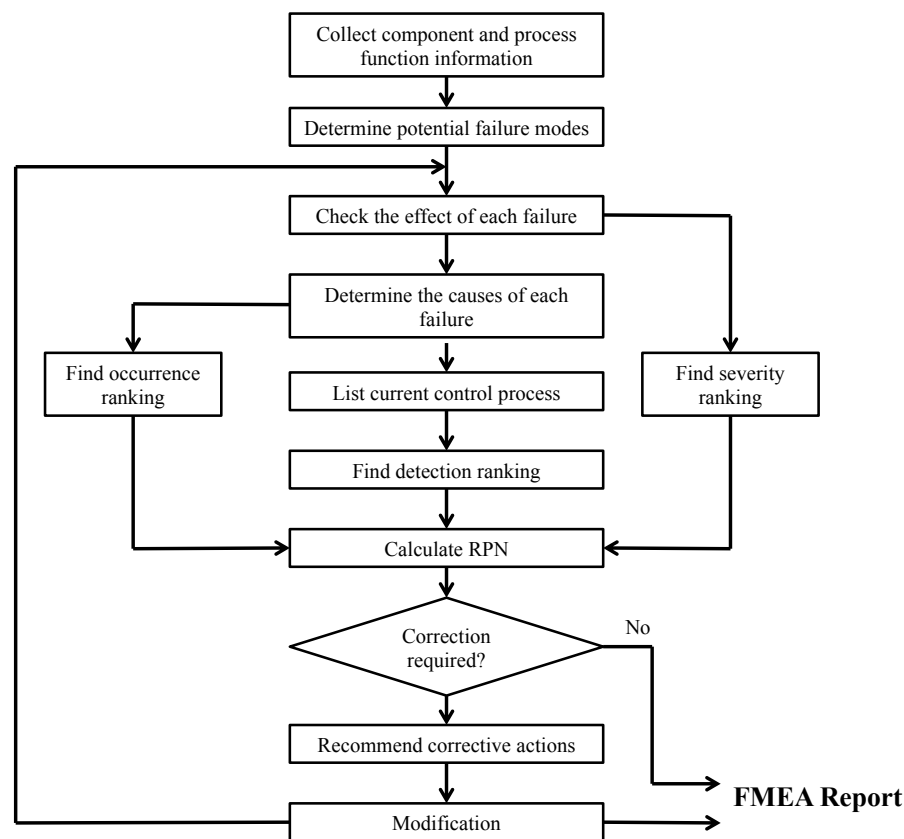 Collect component and process
function information
Determine potential failure modes
Check the effect of each failure
Determine the causes of each
failure
Find occurrence
ranking
List current control process
Find severity
ranking
Find detection ranking
Calculate RPN
Correction
required?
No
Recommend corrective actions
FMEA Report
Modification